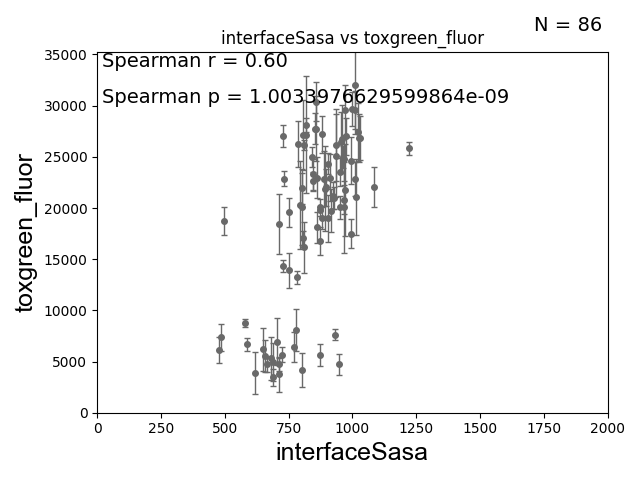 N = 86
interfaceSasa vs toxgreen_fluor
Spearman r = 0.60
Spearman p = 1.0033976629599864e-09
35000
30000
25000
20000
15000
10000
5000
0
toxgreen_fluor
0 250 500 750 1000 1250 1500 1750 2000
interfaceSasa